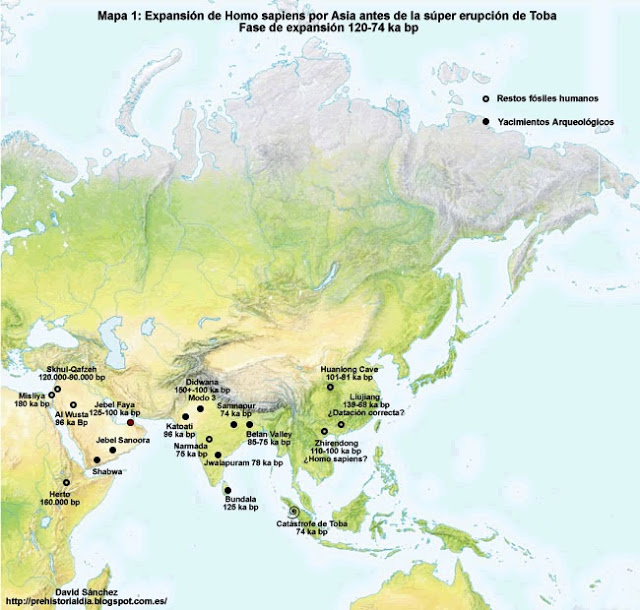 Mapa 1: Expansión de Homo sapiens por Asia antes de la súper erupción de Toba
Fase de expansión 120-74 ka bp
Restos fósiles humanos
Yacimientos Arqueológicos
Skhul-Qafzeh
120.000-90.000 bp
Misliya
180 ka bp
Al Wusta
96 ka Bp
Jebel Faya
125-100 ka bp
Jebel Sanoora
Shabwa
Herto
160.000 bp
Didwana
150+-100 ka bp
Modo 3
Katoati
96 ka bp
Samnapur
74 ka bp
Narmada
75 ka bp
Belan Valley
85-75 ka bp
Jwalapuram 78 ka bp
Bundala
125 ka bp
Huanlong Cave
101-81 ka bp
Liujiang
139-68 ka bp
¿Datación correcta?
Zhirendong
110-100 ka bp
¿Homo sapiens?
Catástrofe de Toba
74 ka bp
David Sánchez
http://prehistorialdia.blogspot.com.es/